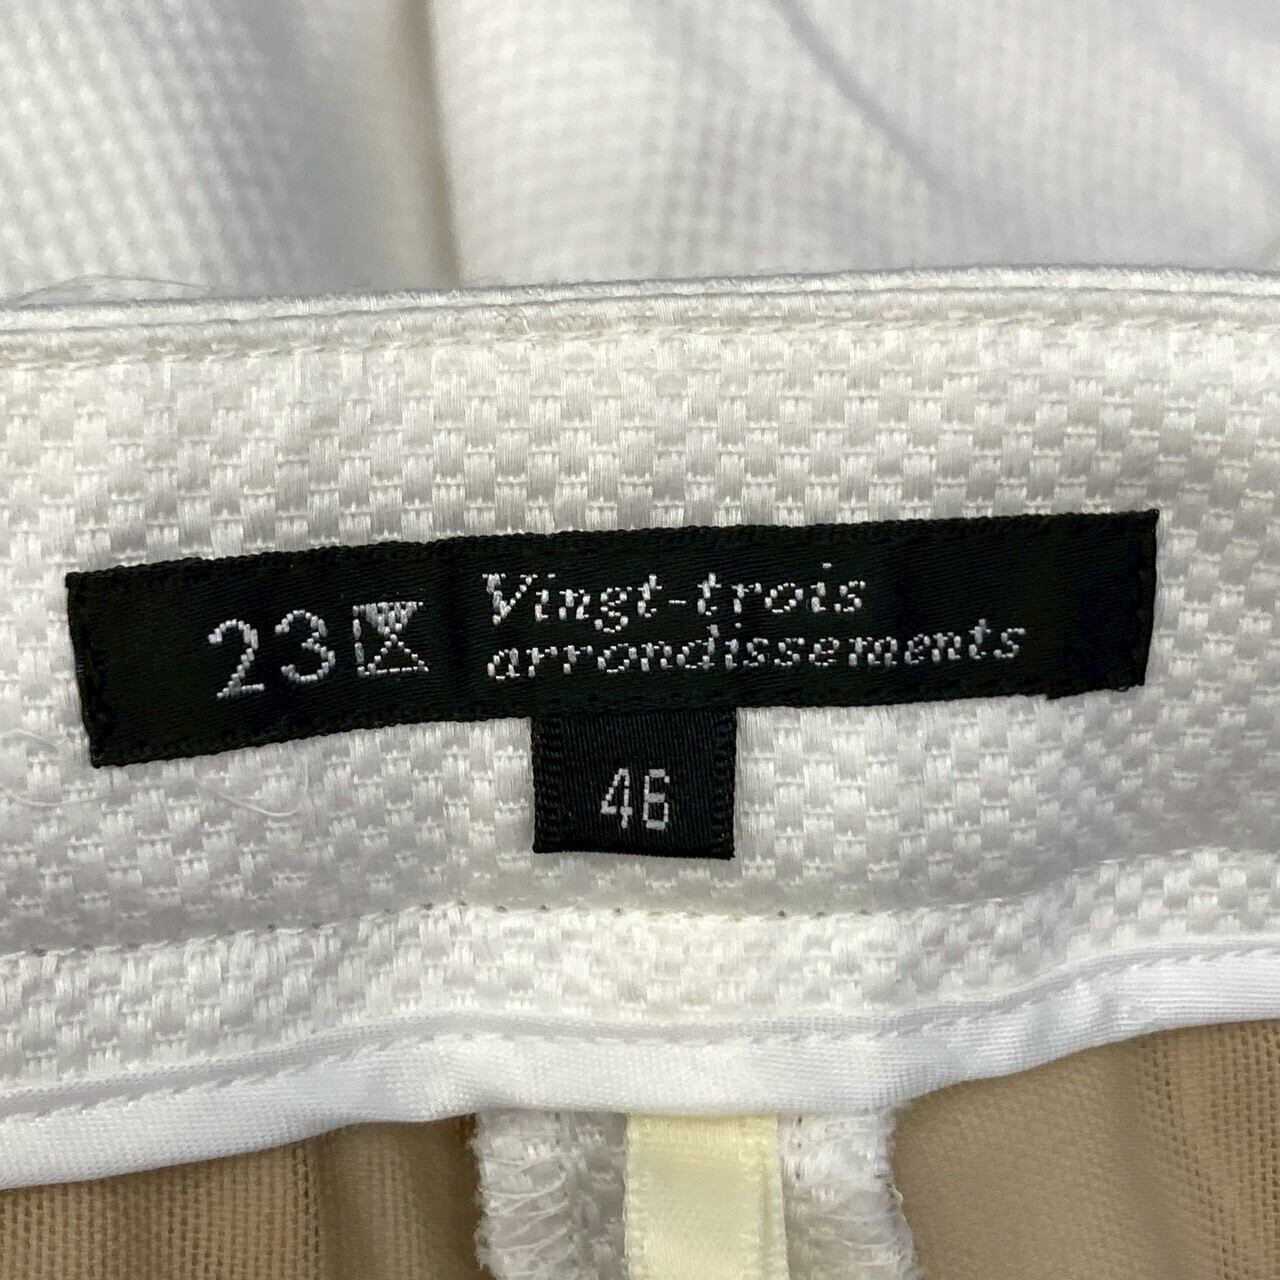 23区 Vingt-trois
arrondissements
46